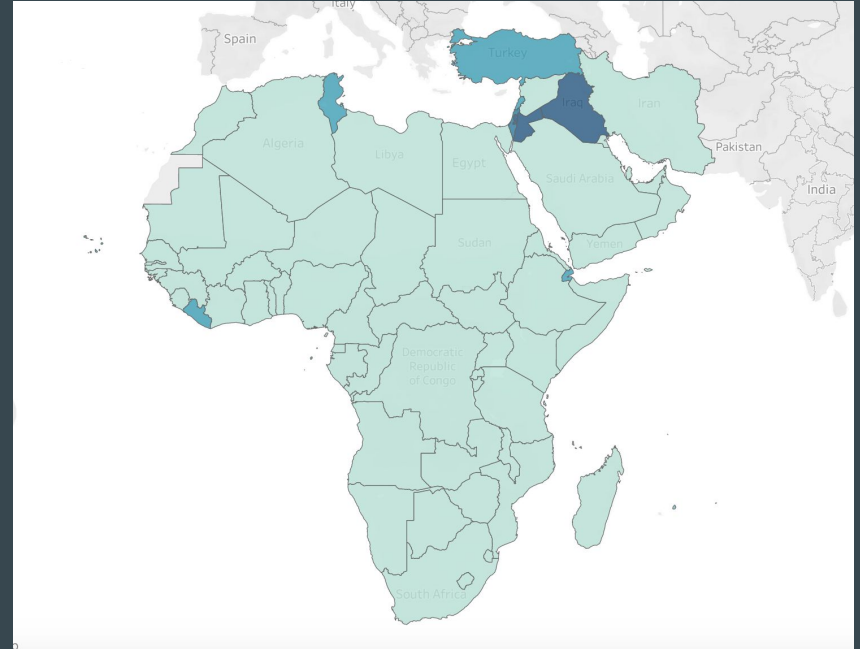 Italy
Spain
Turkey
Iraq
Iran
Algeria
Libya
Egypt
Pakistan
Saudi Arabia
India
Sudan
Yemen
Democratic
Republic
of Congo
South Africa